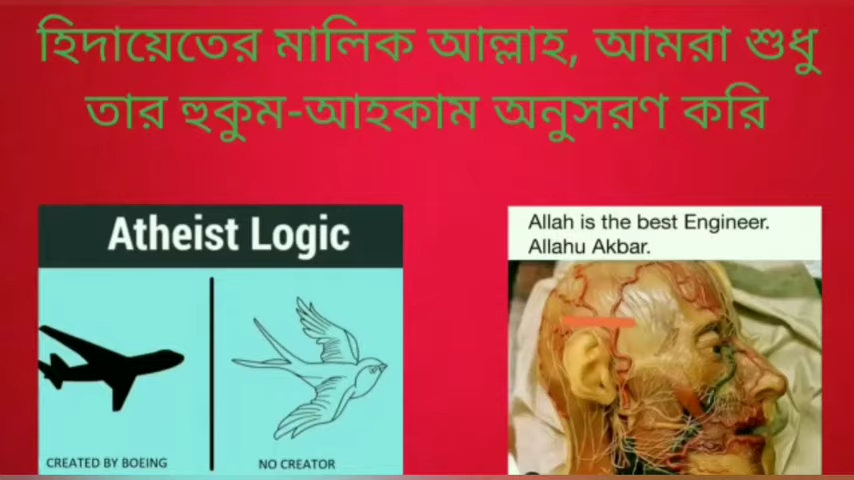 হিদায়েতের মালিক আল্লাহ, আমরা শুধু
তার হুকুম-আহকাম অনুসরণ করি
Atheist Logic
CREATED BY BOEING
NO CREATOR
Allah is the best Engineer.
Allahu Akbar.